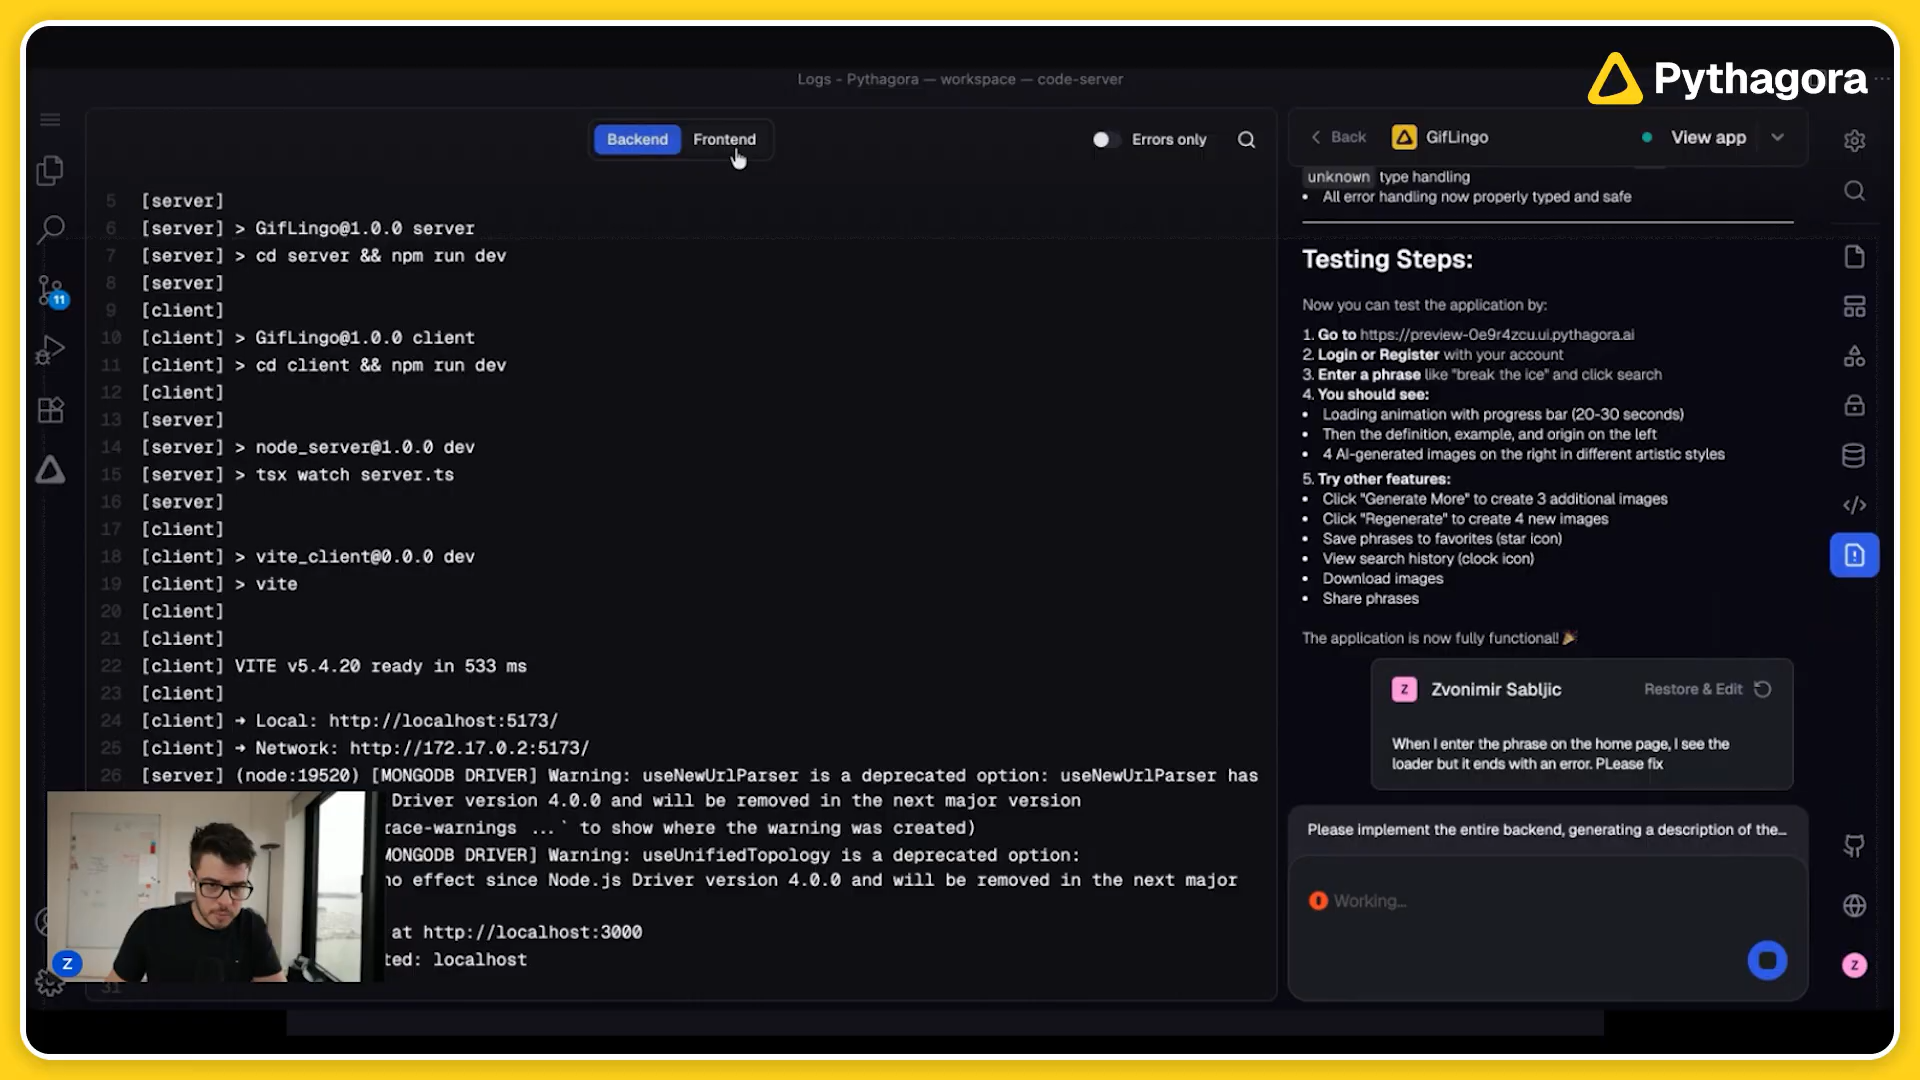 Pythagora
Logs - Pythagora — workspace — code-server
Backend
Frontend
Errors only
5 [server]
6 [server] > GifLingo@1.0.0 server
7 [server] > cd server && npm run dev
8 [server]
9 [client]
10 [client] > GifLingo@1.0.0 client
11 [client] > cd client && npm run dev
12 [client]
13 [server]
14 [server] > node_server@1.0.0 dev
15 [server] > tsx watch server.ts
16 [server]
17 [client]
18 [client] > vite_client@0.0.0 dev
19 [client] > vite
20 [client]
21 [client]
22 [client] VITE v5.4.20 ready in 533 ms
23 [client]
24 [client] ➜ Local: http://localhost:5173/
25 [client] ➜ Network: http://172.17.0.2:5173/
26 [server] (node:19520) [MONGODB DRIVER] Warning: useNewUrlParser is a deprecated option: useNewUrlParser has
Driver version 4.0.0 and will be removed in the next major version
race-warnings ...` to show where the warning was created)
MONGODB DRIVER] Warning: useUnifiedTopology is a deprecated option:
no effect since Node.js Driver version 4.0.0 and will be removed in the next major
at http://localhost:3000
ted: localhost
31
11
Z
Back
GifLingo
View app
unknown type handling
• All error handling now properly typed and safe
Testing Steps:
Now you can test the application by:
1. Go to https://preview-0e9r4zcu.ui.pythagora.ai
2. Login or Register with your account
3. Enter a phrase like "break the ice" and click search
4. You should see:
• Loading animation with progress bar (20-30 seconds)
• Then the definition, example, and origin on the left
• 4 AI-generated images on the right in different artistic styles
5. Try other features:
• Click "Generate More" to create 3 additional images
• Click "Regenerate" to create 4 new images
• Save phrases to favorites (star icon)
• View search history (clock icon)
• Download images
• Share phrases
The application is now fully functional! 🎉
Z Zvonimir Sabljic
Restore & Edit
When I enter the phrase on the home page, I see the
loader but it ends with an error. PLease fix
Please implement the entire backend, generating a description of the...
Working...
Z